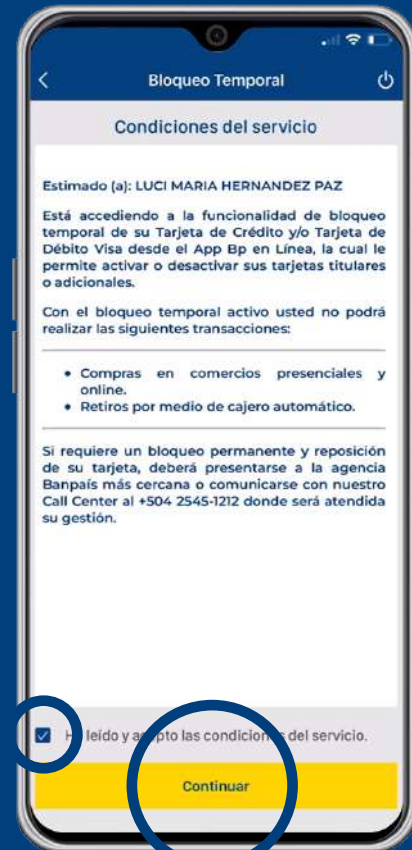 Bloqueo Temporal
Condiciones del servicio
Estimado (a): LUCI MARIA HERNANDEZ PAZ
Está accediendo a la funcionalidad de bloqueo
temporal de su Tarjeta de Crédito y/o Tarjeta de
Débito Visa desde el App Bp en Línea, la cual le
permite activar o desactivar sus tarjetas titulares
o adicionales.
Con el bloqueo temporal activo usted no podrá
realizar las siguientes transacciones:
• Compras en comercios presenciales y
online.
• Retiros por medio de cajero automático.
Si requiere un bloqueo permanente y reposición
de su tarjeta, deberá presentarse a la agencia
Banpaís más cercana o comunicarse con nuestro
Call Center al +504 2545-1212 donde será atendida
su gestión.
He leído y acepto las condiciones del servicio.
Continuar